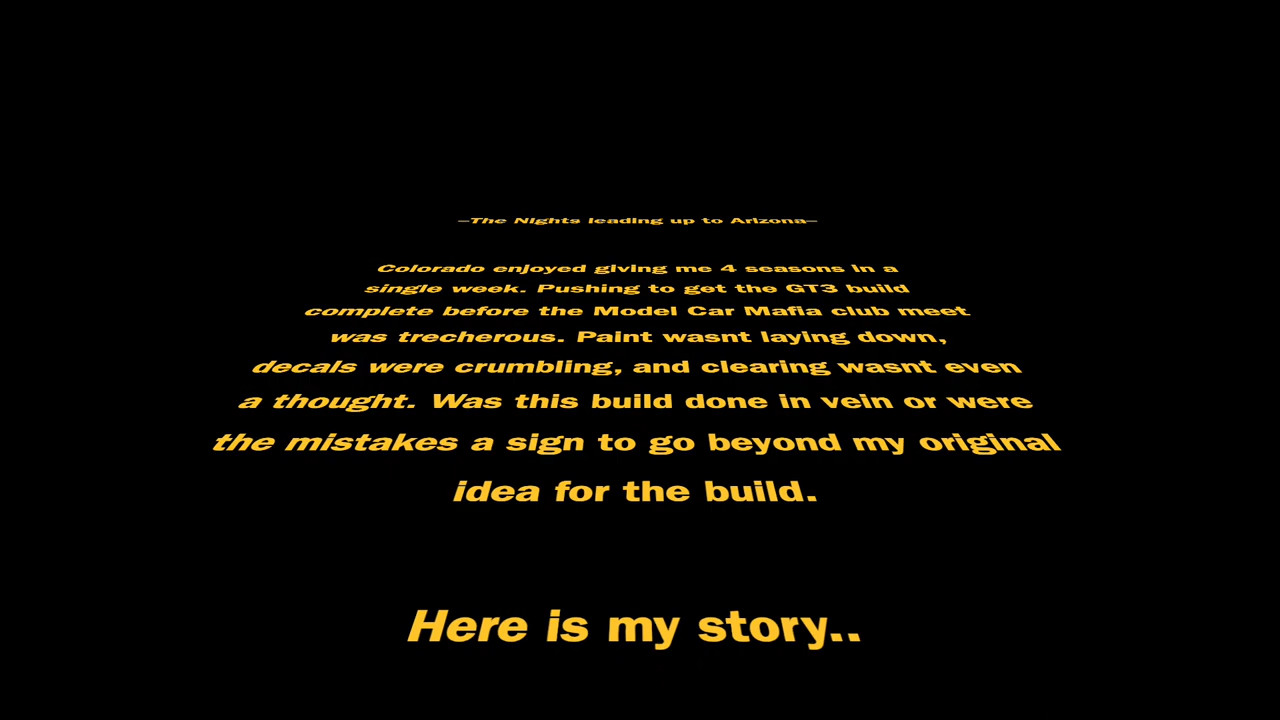 —The Nights leading up to Arizona—
Colorado enjoyed giving me 4 seasons in a
single week. Pushing to get the GT3 build
complete before the Model Car Mafia club meet
was trecherous. Paint wasnt laying down,
decals were crumbling, and clearing wasnt even
a thought. Was this build done in vein or were
the mistakes a sign to go beyond my original
idea for the build.
Here is my story..